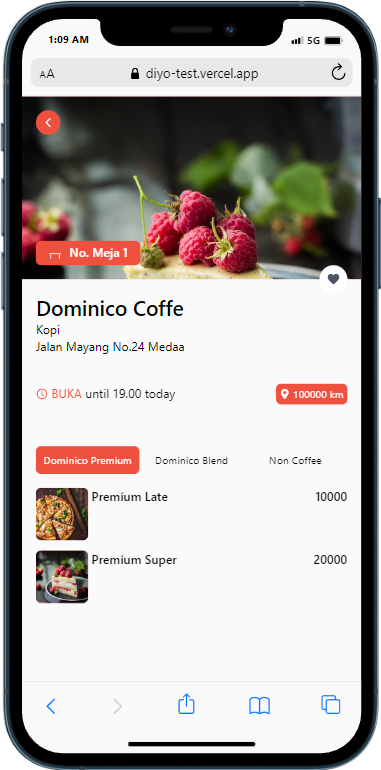 1:09 AM
5G
AA
diyo-test.vercel.app
No. Meja 1
Dominico Coffe
Kopi
Jalan Mayang No.24 Medaa
BUKA until 19.00 today
100000 km
Dominico Premium
Dominico Blend
Non Coffee
Premium Late
10000
Premium Super
20000